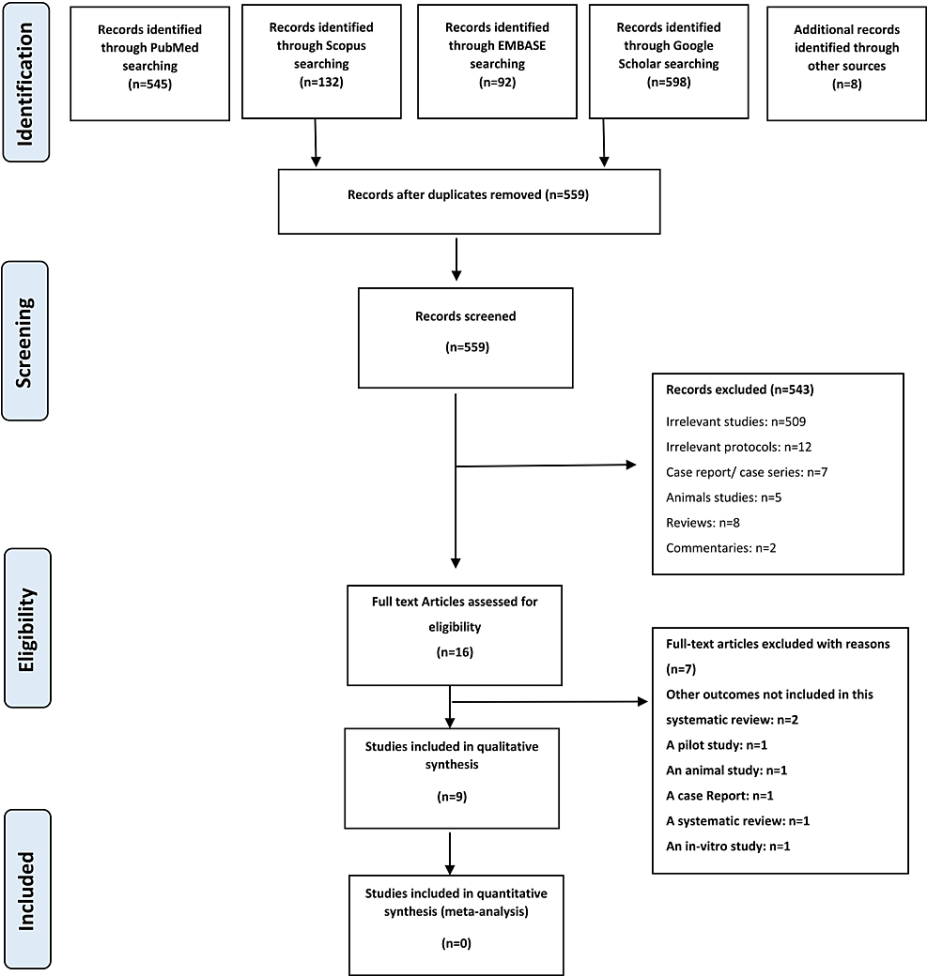 Identification
Records identified
through PubMed
searching
(n=545)
Records identified
through Scopus
searching
(n=132)
Records identified
through EMBASE
searching
(n=92)
Records identified
through Google
Scholar searching
(n=598)
Additional records
identified through
other sources
(n=8)
Records after duplicates removed (n=559)
Screening
Records screened
(n=559)
Records excluded (n=543)
Irrelevant studies: n=509
Irrelevant protocols: n=12
Case report/ case series: n=7
Animals studies: n=5
Reviews: n=8
Commentaries: n=2
Eligibility
Full text Articles assessed for
eligibility
(n=16)
Full-text articles excluded with reasons
(n=7)
Other outcomes not included in this
systematic review: n=2
A pilot study: n=1
An animal study: n=1
A case Report: n=1
A systematic review: n=1
An in-vitro study: n=1
Studies included in qualitative
synthesis
(n=9)
Included
Studies included in quantitative
synthesis (meta-analysis)
(n=0)